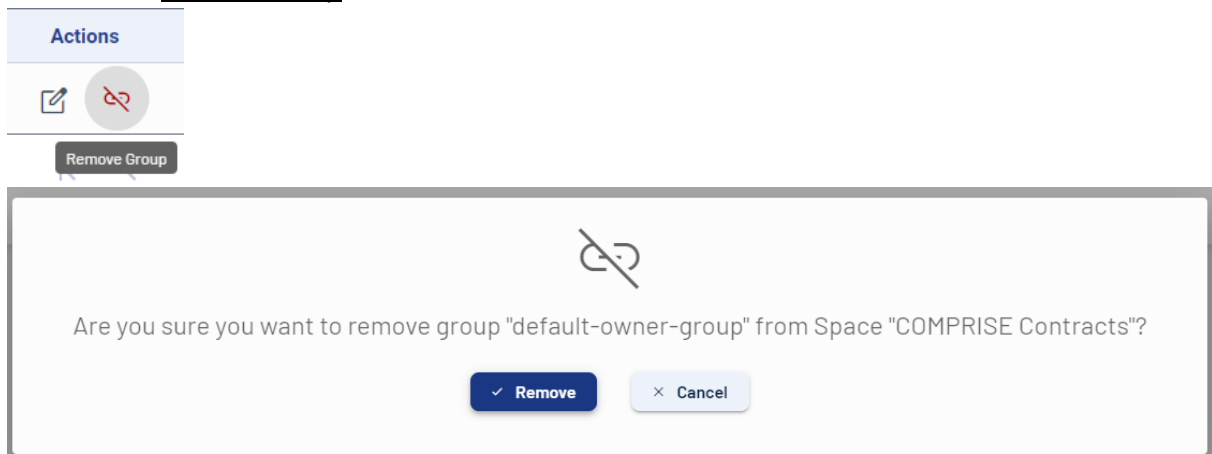 Actions
Remove Group
Are you sure you want to remove group "default-owner-group" from Space "COMPRISE Contracts"?
Remove
Cancel